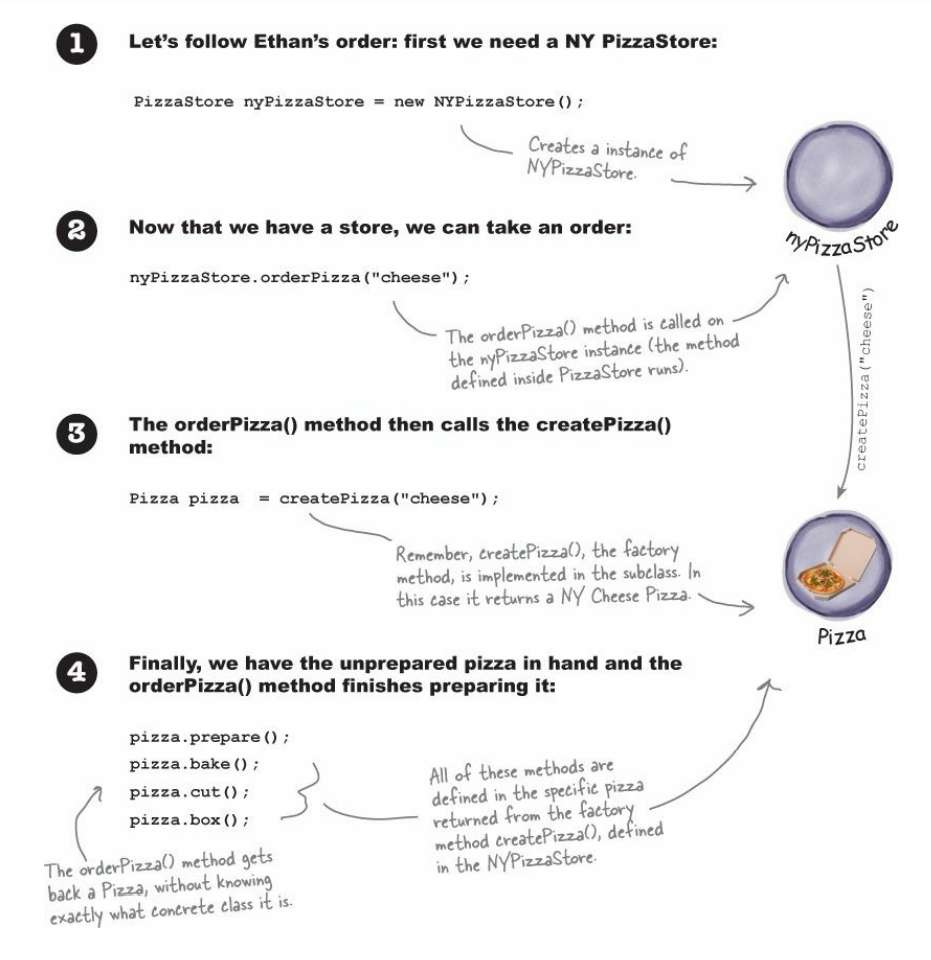 1
Let's follow Ethan's order: first we need a NY PizzaStore:
PizzaStore nyPizzaStore = new NYPizzaStore();
Creates a instance of
NYPizzaStore.
nyPizzaStore
2
Now that we have a store, we can take an order:
nyPizzaStore.orderPizza("cheese");
The orderPizza() method is called on
the nyPizzaStore instance (the method
defined inside PizzaStore runs).
createPizza("cheese")
3
The orderPizza() method then calls the createPizza()
method:
Pizza pizza  = createPizza("cheese");
Remember, createPizza(), the factory
method, is implemented in the subclass. In
this case it returns a NY Cheese Pizza.
Pizza
4
Finally, we have the unprepared pizza in hand and the
orderPizza() method finishes preparing it:
pizza.prepare();
pizza.bake();
pizza.cut();
pizza.box();
All of these methods are
defined in the specific pizza
returned from the factory
method createPizza(), defined
in the NYPizzaStore.
The orderPizza() method gets
back a Pizza, without knowing
exactly what concrete class it is.